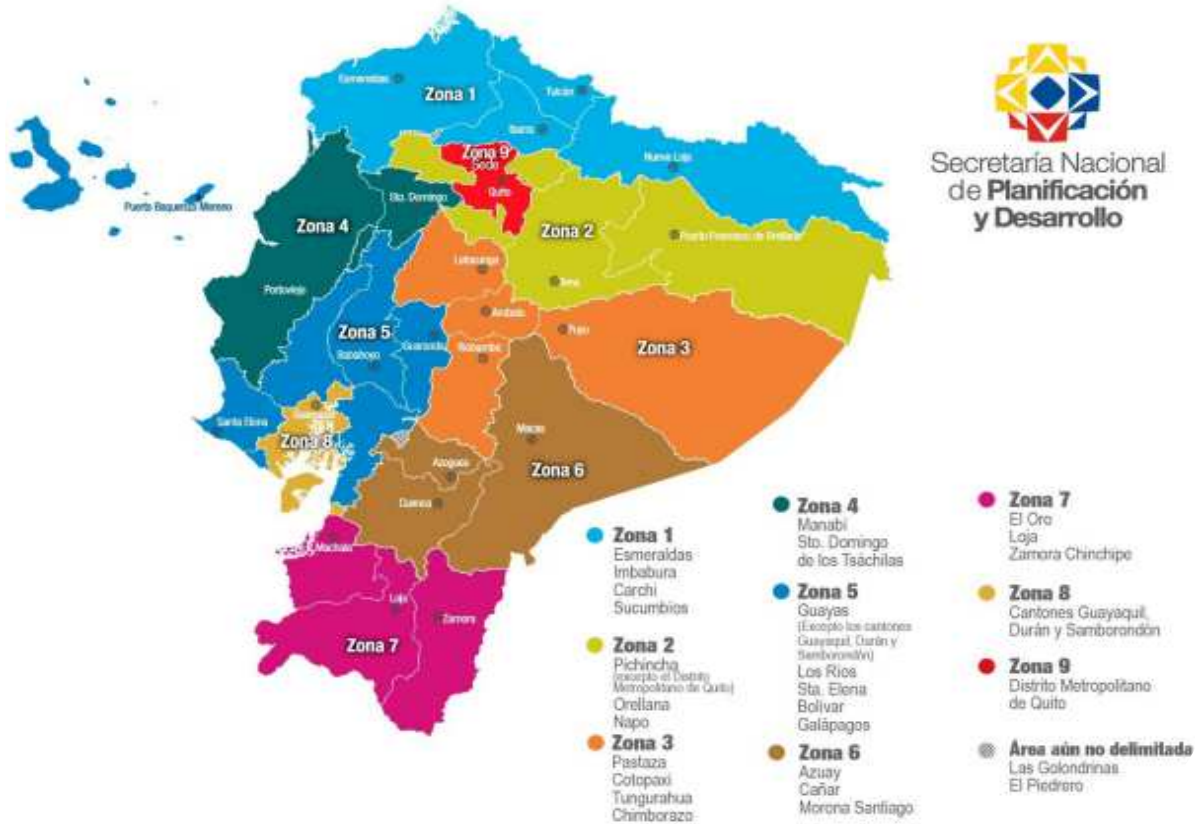 Esmeraldas
Zona 1
Tulcán
Ibarra
Nueva Loja
Zona 9
Sede
Quito
Puerto Baquerizo Moreno
Sto. Domingo
Zona 4
Zona 2
Puerto Francisco de Orellana
Latacunga
Tena
Portoviejo
Ambato
Zona 5
Puyo
Guaranda
Zona 3
Babahoyo
Riobamba
Guayaquil
Santa Elena
Zona 8
Macas
Azogues
Zona 6
Cuenca
Machala
Loja
Zamora
Zona 7
Secretaría Nacional
de Planificación
y Desarrollo
Zona 1
Esmeraldas
Imbabura
Carchi
Sucumbios
Zona 2
Pichincha
(excepto el Distrito
Metropolitano de Quito)
Orellana
Napo
Zona 3
Pastaza
Cotopaxi
Tungurahua
Chimborazo
Zona 4
Manabí
Sto. Domingo
de los Tsáchilas
Zona 5
Guayas
(Excepto los cantones
Guayaquil, Durán y
Samborondón)
Los Rios
Sta. Elena
Bolivar
Galápagos
Zona 6
Azuay
Cañar
Morona Santiago
Zona 7
El Oro
Loja
Zamora Chinchipe
Zona 8
Cantones Guayaquil,
Durán y Samborondón
Zona 9
Distrito Metropolitano
de Quito
Área aún no delimitada
Las Golondrinas
El Piedrero